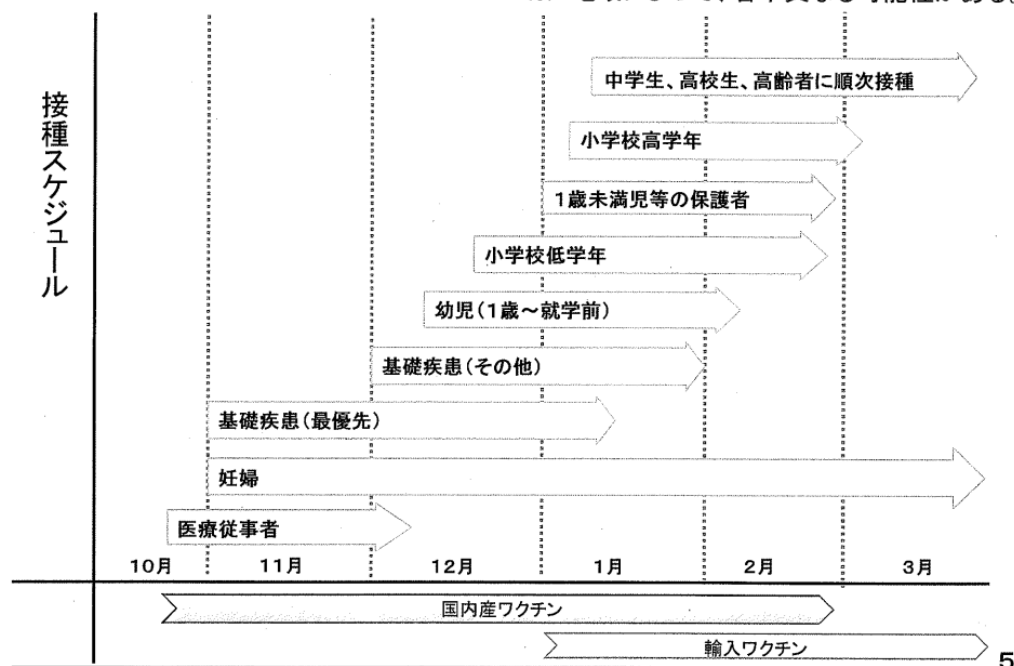 接種スケジュール
中学生、高校生、高齢者に順次接種
小学校高学年
1歳未満児等の保護者
小学校低学年
幼児(1歳～就学前)
基礎疾患(その他)
基礎疾患(最優先)
妊婦
医療従事者
10月 11月 12月 1月 2月 3月
国内産ワクチン
輸入ワクチン
5